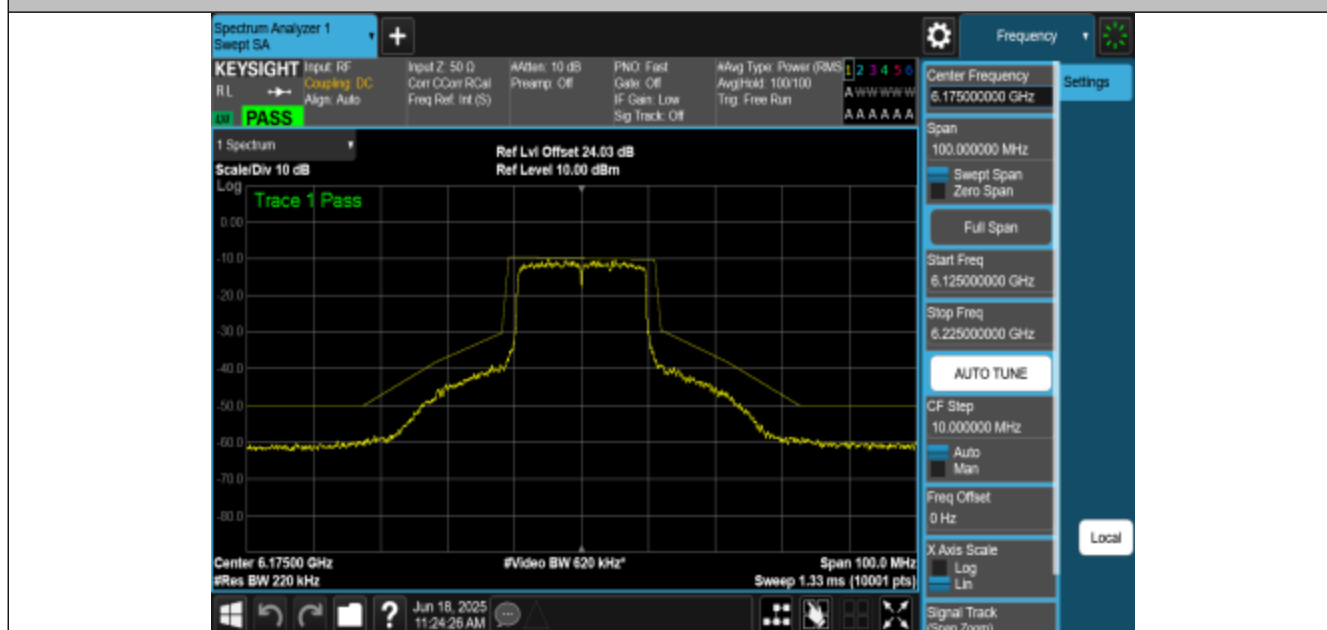 Spectrum Analyzer 1
Swept SA
+
Frequency
KEYSIGHT
RL
PASS
Input: RF
Coupling: DC
Align: Auto
Input Z: 50 Ω
Corr CCorr RCal
Freq Ref: Int (S)
#Atten: 10 dB
Preamp: Off
PNO: Fast
Gate: Off
IF Gain: Low
Sig Track: Off
#Avg Type: Power (RMS
Avg|Hold: 100/100
Trig: Free Run
1 2 3 4 5 6
A W W W W W
A A A A A A
Center Frequency
6.175000000 GHz
Settings
Span
100.000000 MHz
Swept Span
Zero Span
Full Span
Start Freq
6.125000000 GHz
Stop Freq
6.225000000 GHz
AUTO TUNE
CF Step
10.000000 MHz
Auto
Man
Freq Offset
0 Hz
X Axis Scale
Log
Lin
Signal Track
(Span Zoom)
Local
1 Spectrum
Scale/Div 10 dB
Ref Lvl Offset 24.03 dB
Ref Level 10.00 dBm
Log
Trace 1 Pass
0.00
-10.0
-20.0
-30.0
-40.0
-50.0
-60.0
-70.0
-80.0
Center 6.17500 GHz
#Res BW 220 kHz
#Video BW 620 kHz*
Span 100.0 MHz
Sweep 1.33 ms (10001 pts)
?
Jun 18, 2025
11:24:26 AM